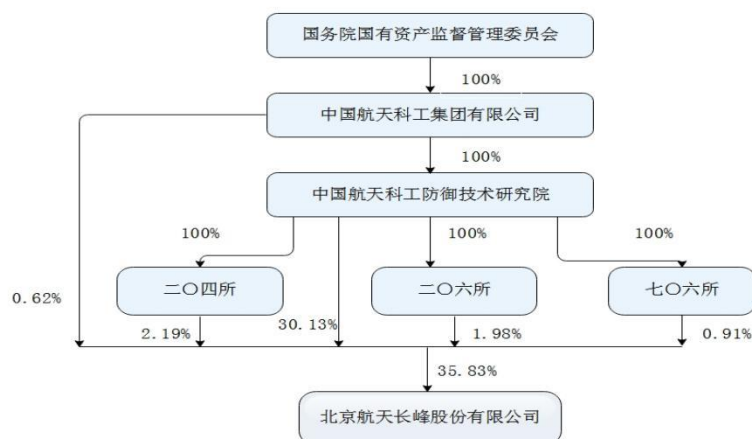 国务院国有资产监督管理委员会
100%
中国航天科工集团有限公司
100%
中国航天科工防御技术研究院
100%
100%
100%
二〇四所
二〇六所
七〇六所
0.62%
2.19%
30.13%
1.98%
0.91%
35.83%
北京航天长峰股份有限公司